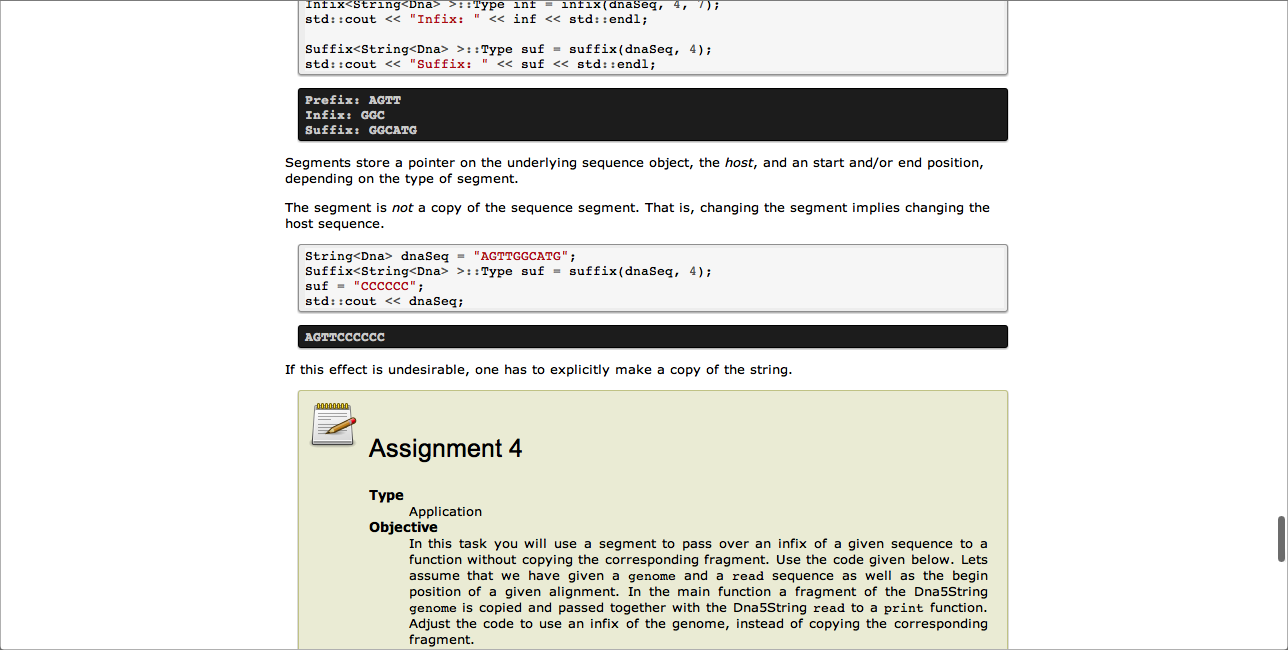 Infix<String<Dna> >::Type inf = infix(dnaSeq, 4, 7);
std::cout << "Infix: " << inf << std::endl;
Suffix<String<Dna> >::Type suf = suffix(dnaSeq, 4);
std::cout << "Suffix: " << suf << std::endl;
Prefix: AGTT
Infix: GGC
Suffix: GGCATG
Segments store a pointer on the underlying sequence object, the host, and an start and/or end position,
depending on the type of segment.
The segment is not a copy of the sequence segment. That is, changing the segment implies changing the
host sequence.
String<Dna> dnaSeq = "AGTTGGCATG";
Suffix<String<Dna> >::Type suf = suffix(dnaSeq, 4);
suf = "CCCCCC";
std::cout << dnaSeq;
AGTTCCCCCC
If this effect is undesirable, one has to explicitly make a copy of the string.
Assignment 4
Type
Application
Objective
In this task you will use a segment to pass over an infix of a given sequence to a
function without copying the corresponding fragment. Use the code given below. Lets
assume that we have given a genome and a read sequence as well as the begin
position of a given alignment. In the main function a fragment of the Dna5String
genome is copied and passed together with the Dna5String read to a print function.
Adjust the code to use an infix of the genome, instead of copying the corresponding
fragment.